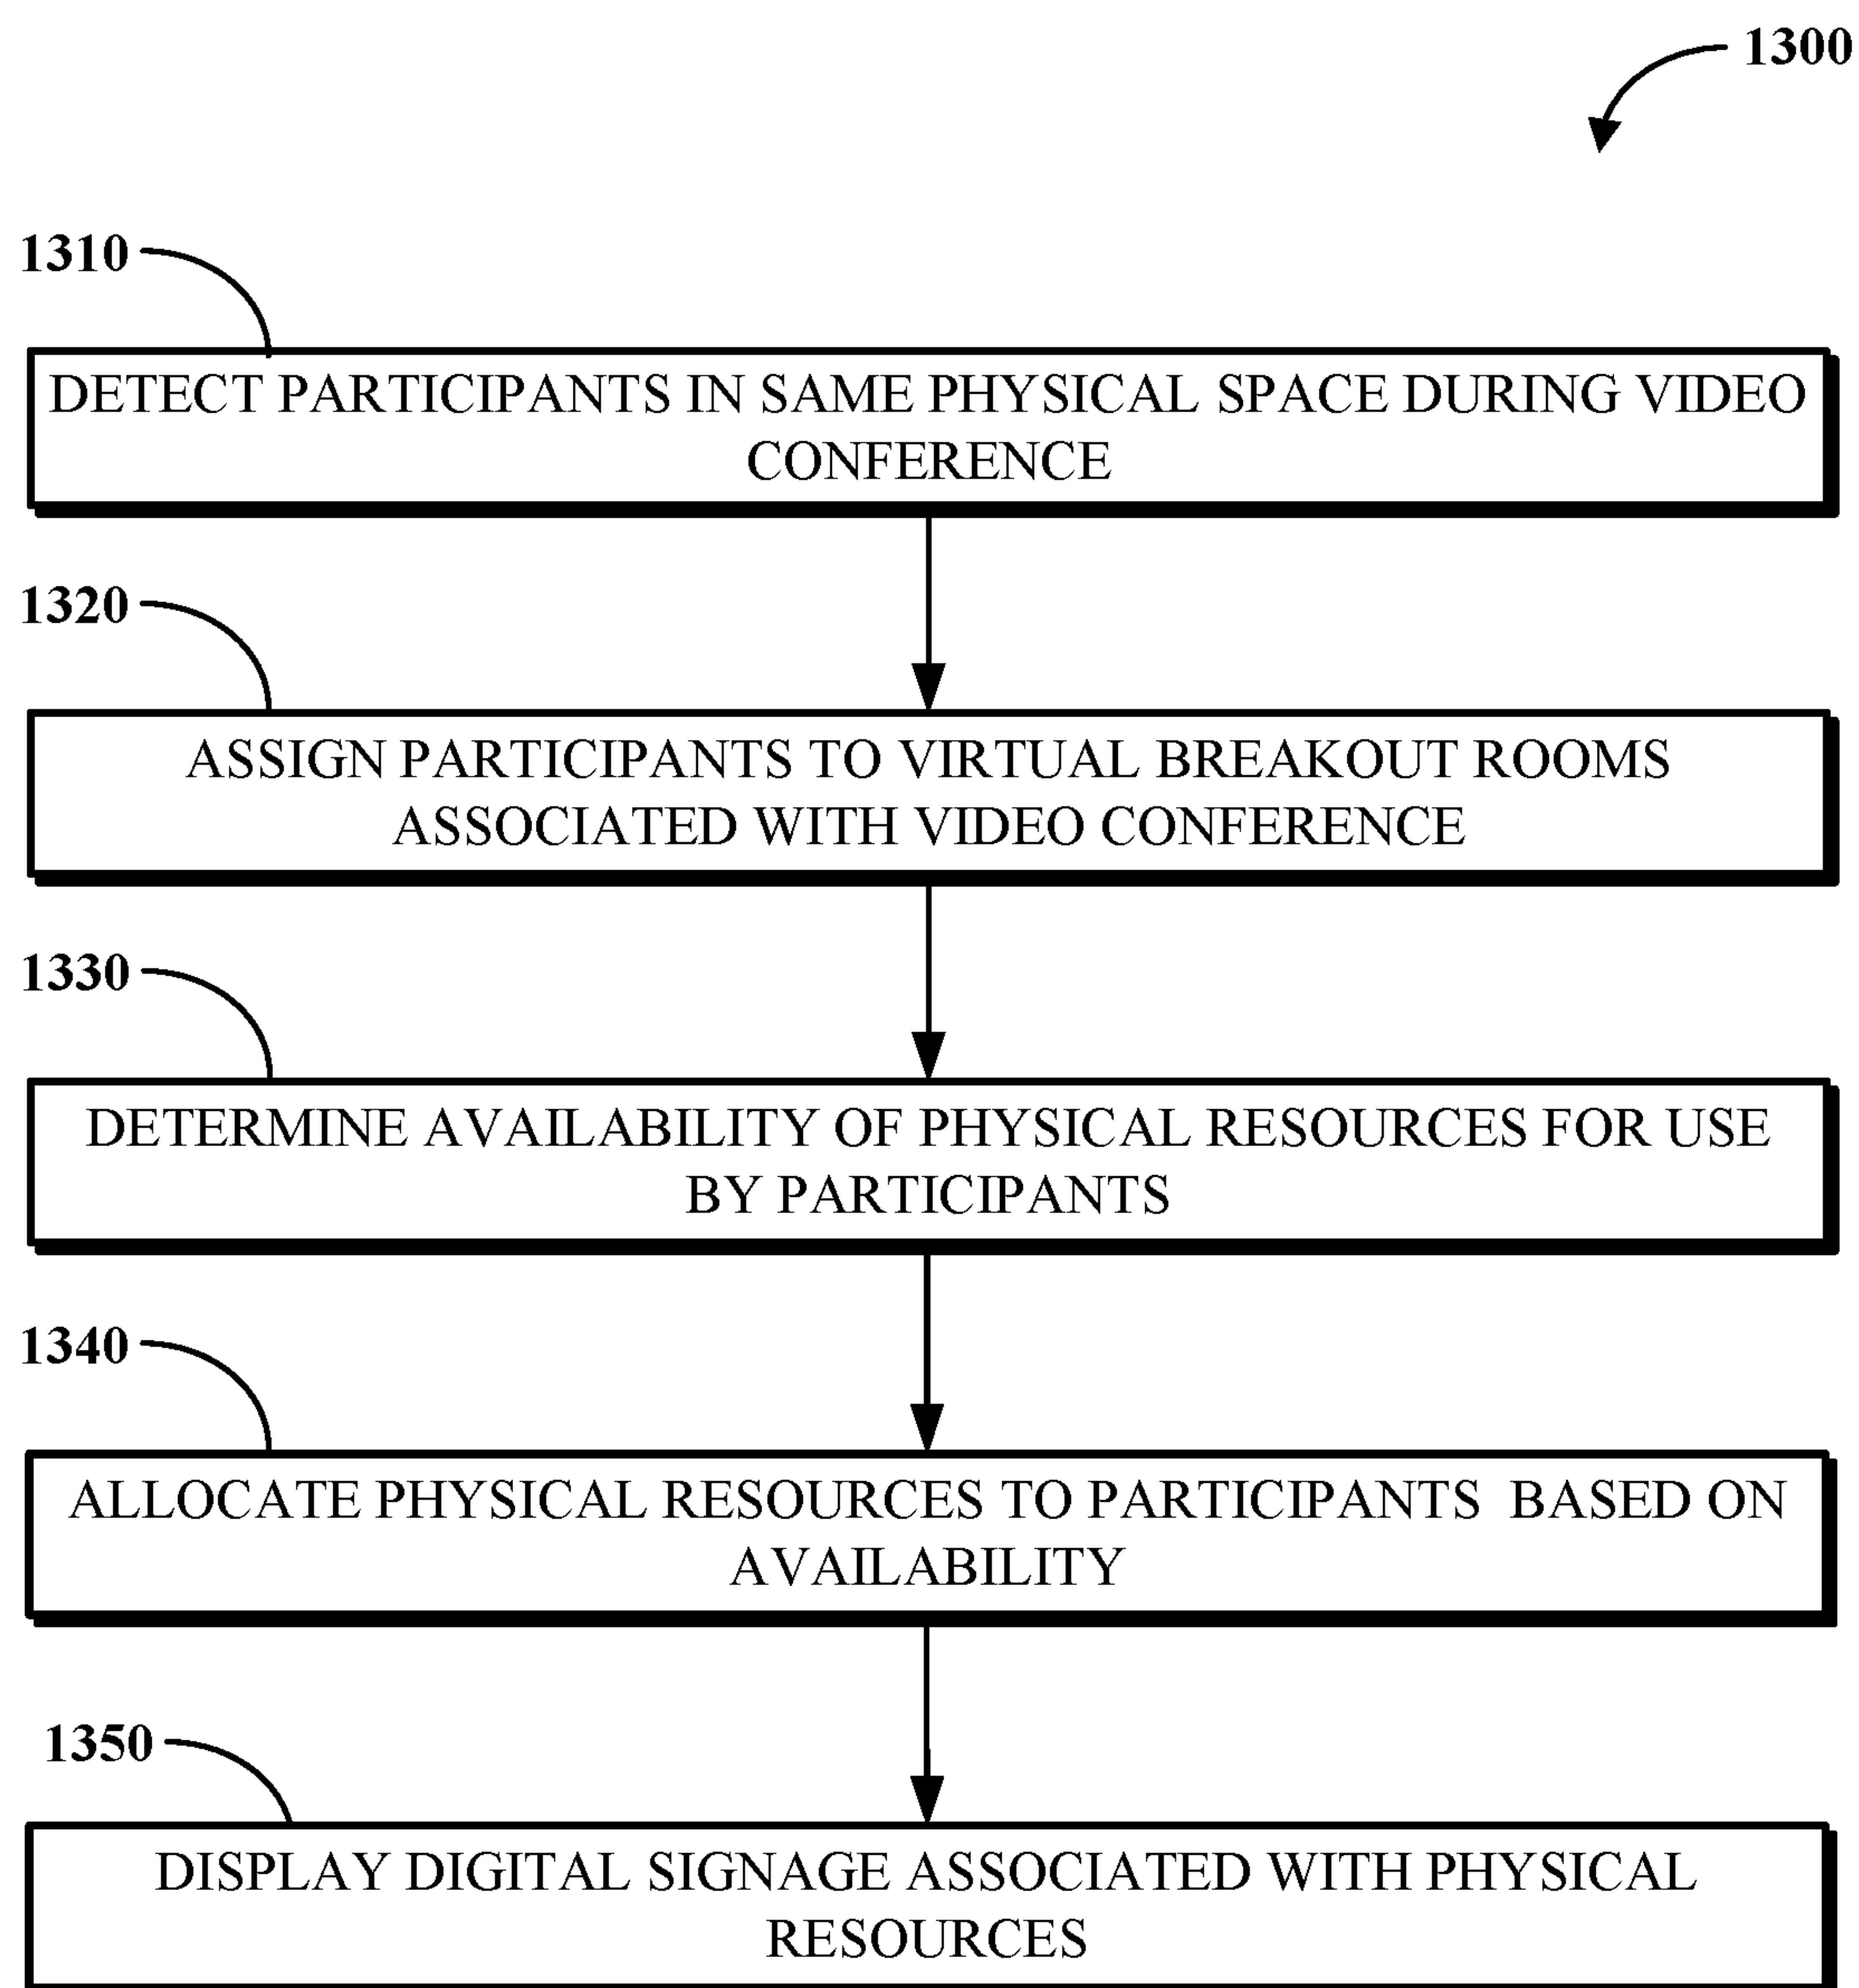 1300
1310
DETECT PARTICIPANTS IN SAME PHYSICAL SPACE DURING VIDEO
CONFERENCE
1320
ASSIGN PARTICIPANTS TO VIRTUAL BREAKOUT ROOMS
ASSOCIATED WITH VIDEO CONFERENCE
1330
DETERMINE AVAILABILITY OF PHYSICAL RESOURCES FOR USE
BY PARTICIPANTS
1340
ALLOCATE PHYSICAL RESOURCES TO PARTICIPANTS BASED ON
AVAILABILITY
1350
DISPLAY DIGITAL SIGNAGE ASSOCIATED WITH PHYSICAL
RESOURCES